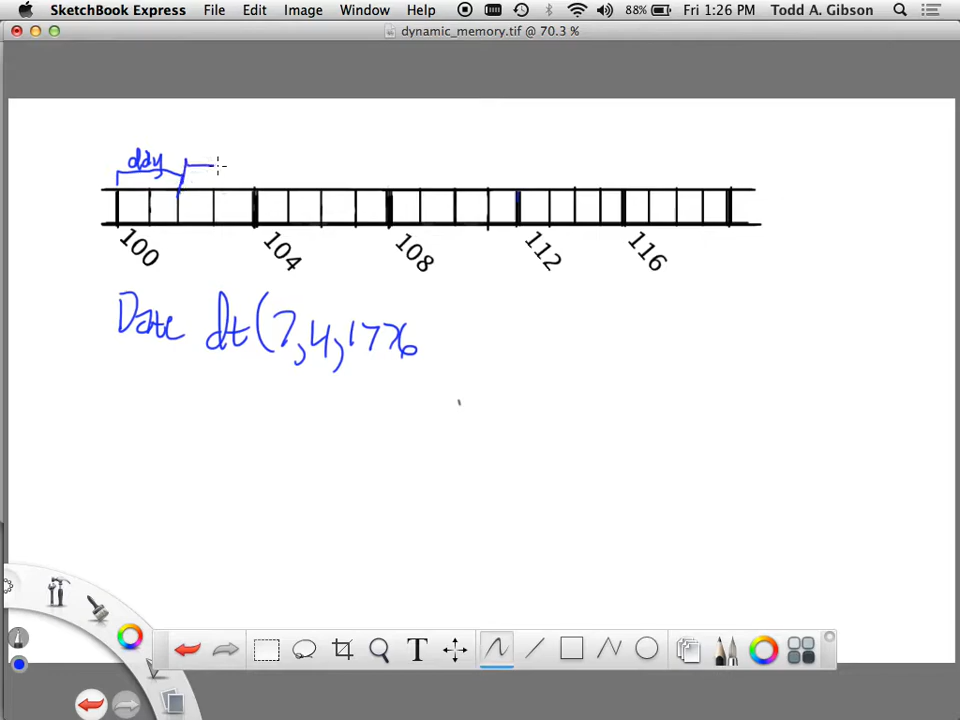 SketchBook Express File Edit Image Window Help 88% Fri 1:26 PM Todd A. Gibson
dynamic_memory.tif @ 70.3 %
day
100 104 108 112 116
Date dt(7,4,1776
T